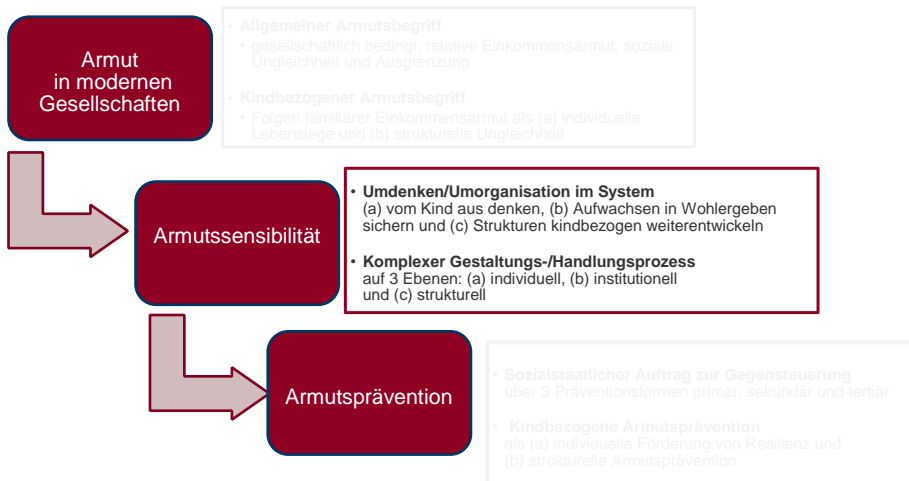 Armut
in modernen
Gesellschaften
• Allgemeiner Armutsbegriff
• gesellschaftlich bedingt, relative Einkommensarmut, soziale
Ungleichheit und Ausgrenzung
• Kindbezogener Armutsbegriff
• Folgen familiärer Einkommensarmut als (a) individuelle
Lebenslage und (b) strukturelle Ungleichheit
Armutssensibilität
• Umdenken/Umorganisation im System
(a) vom Kind aus denken, (b) Aufwachsen in Wohlergeben
sichern und (c) Strukturen kindbezogen weiterentwickeln
• Komplexer Gestaltungs-/Handlungsprozess
auf 3 Ebenen: (a) individuell, (b) institutionell
und (c) strukturell
Armutsprävention
• Sozialstaatlicher Auftrag zur Gegensteuerung
über 3 Präventionsformen primär, sekundär und tertiär
• Kindbezogene Armutsprävention
als (a) individuelle Förderung von Resilienz und
(b) strukturelle Armutsprävention